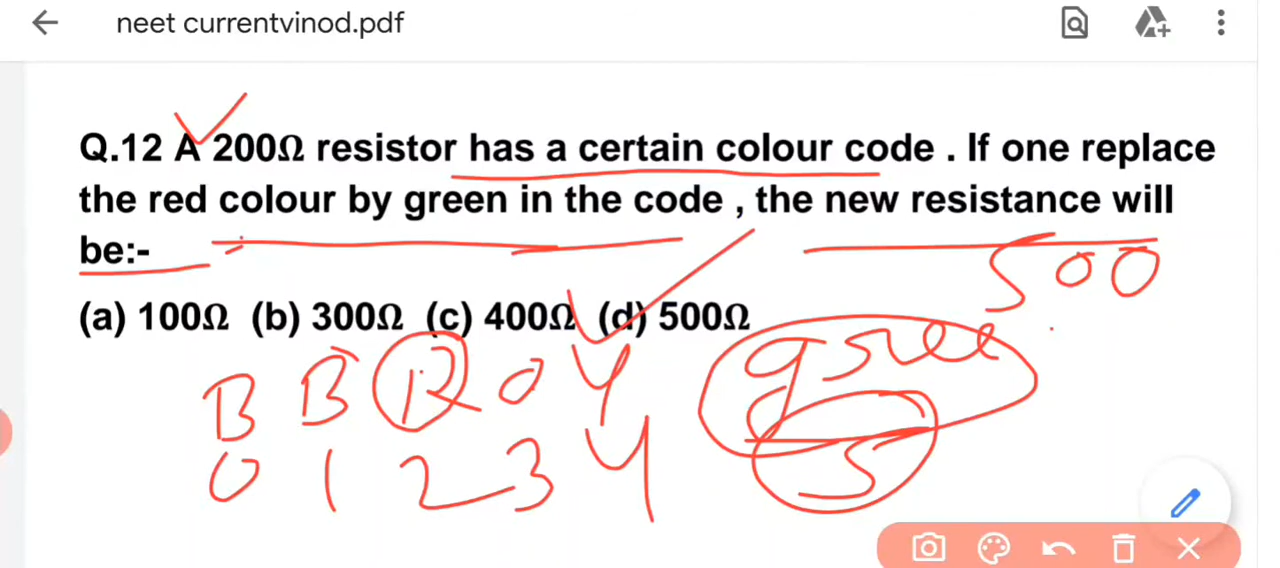 neet currentvinod.pdf
Q.12 A 200Ω resistor has a certain colour code . If one replace
the red colour by green in the code , the new resistance will
be:-
500
(a) 100Ω (b) 300Ω (c) 400Ω (d) 500Ω
B B R O Y green
0 1 2 3 4 5